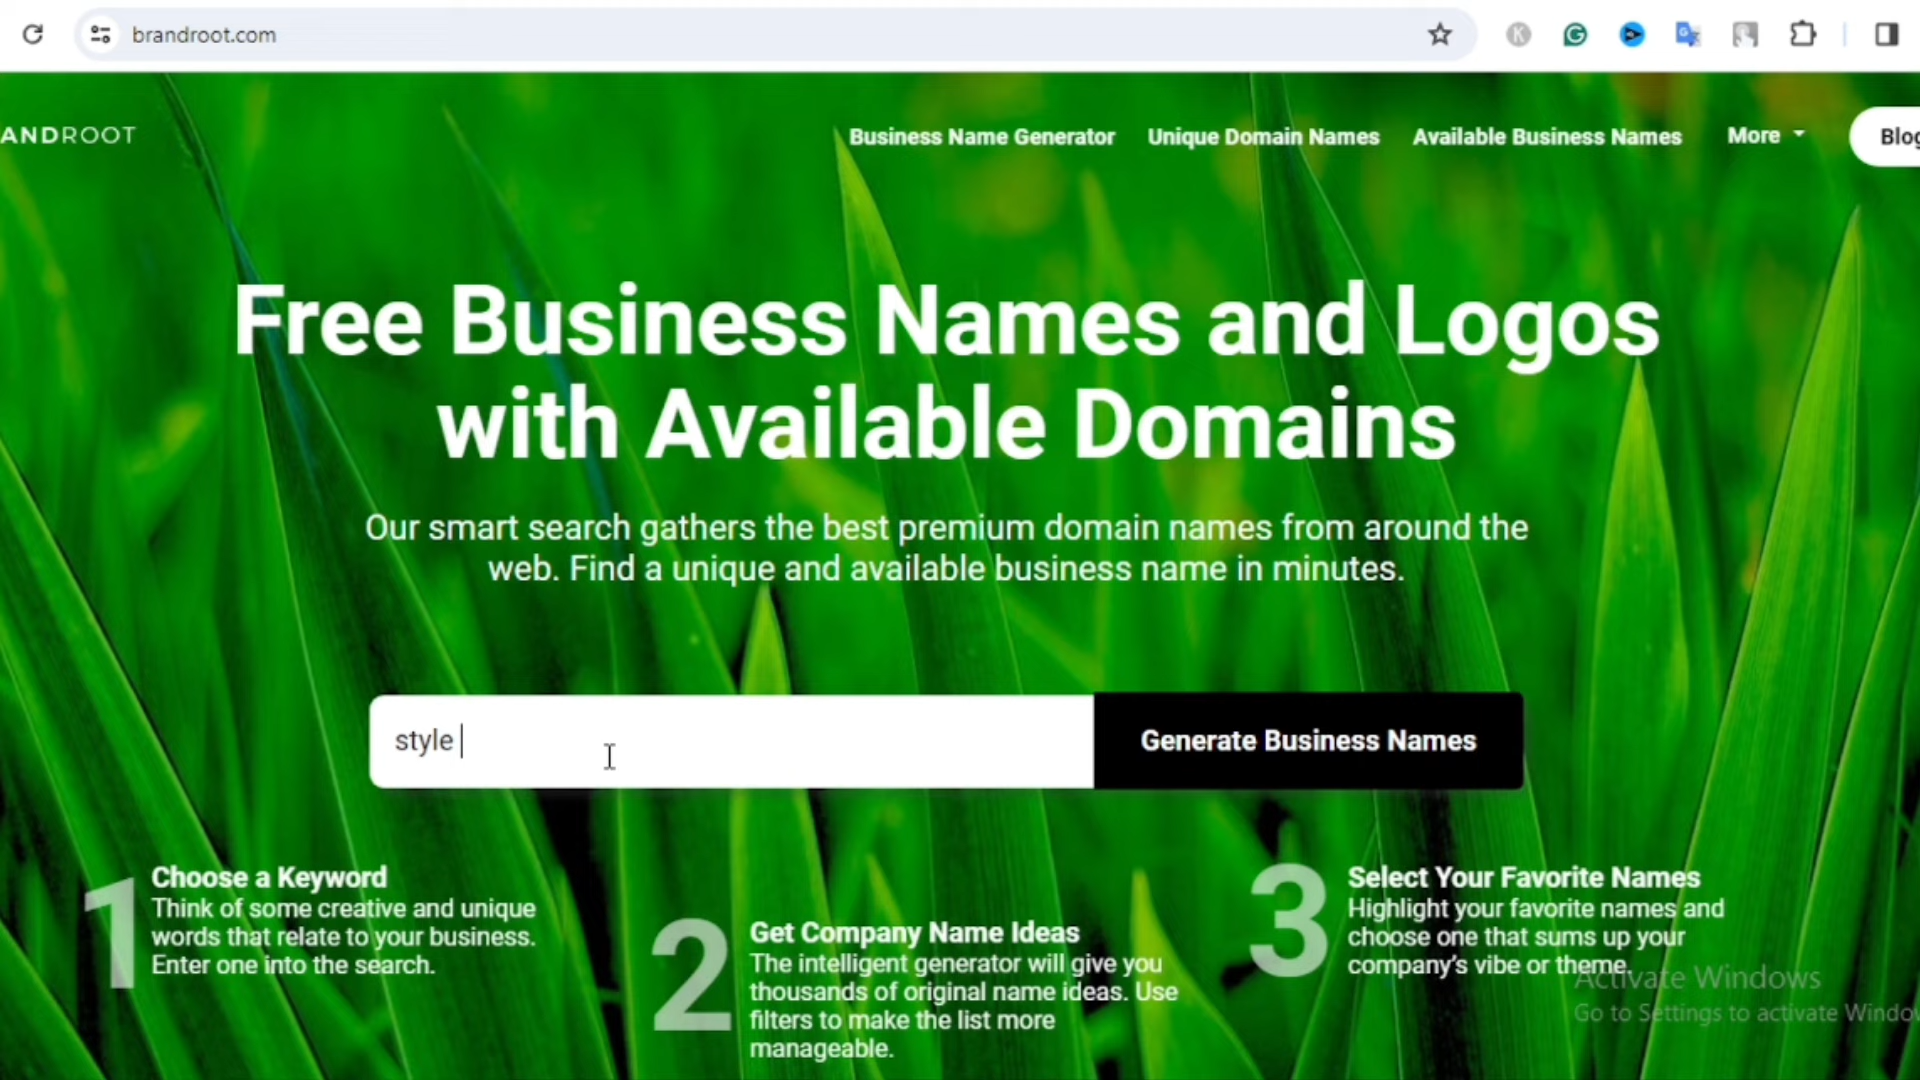 brandroot.com
ANDROOT
Business Name Generator
Unique Domain Names
Available Business Names
More
Blog
Free Business Names and Logos
with Available Domains
Our smart search gathers the best premium domain names from around the
web. Find a unique and available business name in minutes.
style
Generate Business Names
1
Choose a Keyword
Think of some creative and unique
words that relate to your business.
Enter one into the search.
2
Get Company Name Ideas
The intelligent generator will give you
thousands of original name ideas. Use
filters to make the list more
manageable.
3
Select Your Favorite Names
Highlight your favorite names and
choose one that sums up your
company's vibe or theme.
Activate Windows
Go to Settings to activate Windo